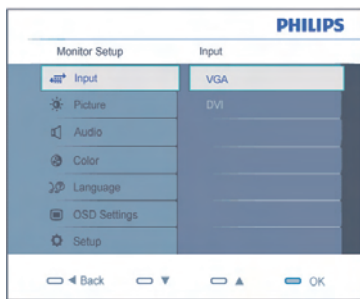 PHILIPS
Monitor Setup Input
Input VGA
Picture DVI
Audio
Color
Language
OSD Settings
Setup
Back OK